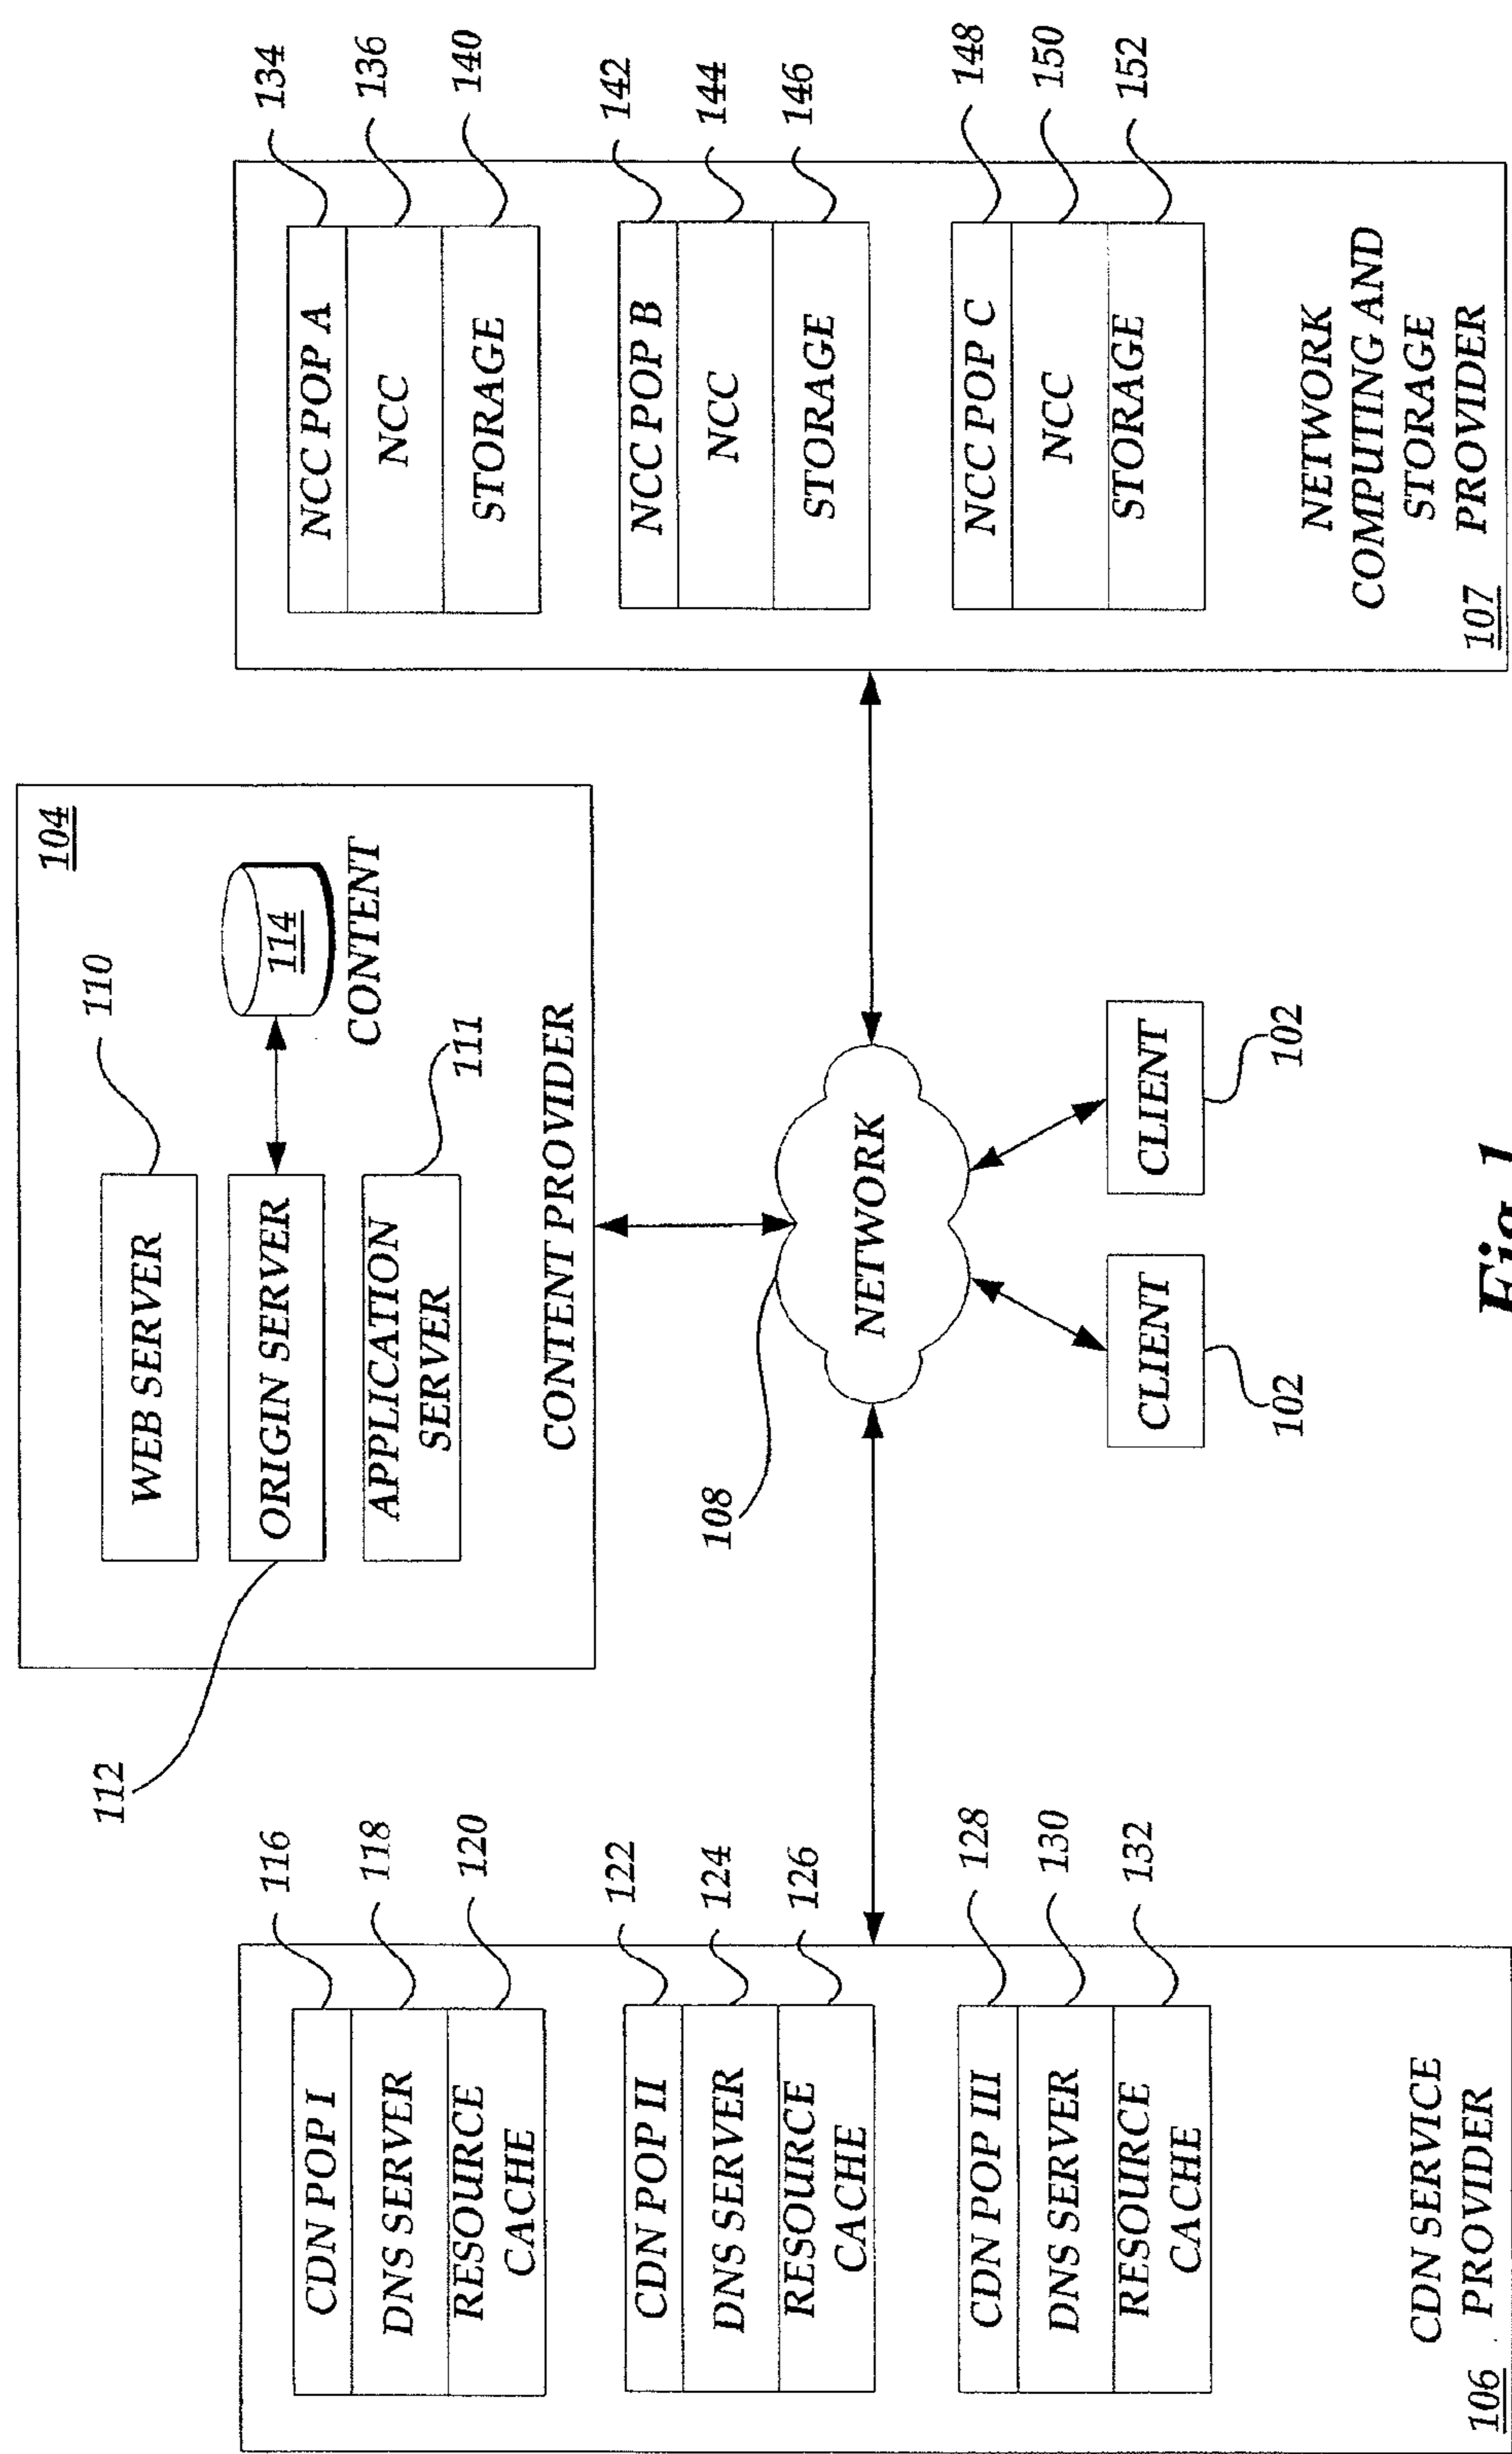 104
WEB SERVER
110
ORIGIN SERVER
112
114
CONTENT
APPLICATION
SERVER
111
CONTENT PROVIDER
CDN POP I
116
DNS SERVER
118
RESOURCE
CACHE
120
CDN POP II
122
DNS SERVER
124
RESOURCE
CACHE
126
CDN POP III
128
DNS SERVER
130
RESOURCE
CACHE
132
CDN SERVICE
PROVIDER
106
108
NETWORK
CLIENT
102
CLIENT
102
NCC POP A
134
NCC
136
STORAGE
140
NCC POP B
142
NCC
144
STORAGE
146
NCC POP C
148
NCC
150
STORAGE
152
NETWORK
COMPUTING AND
STORAGE
PROVIDER
107
Fig.1.